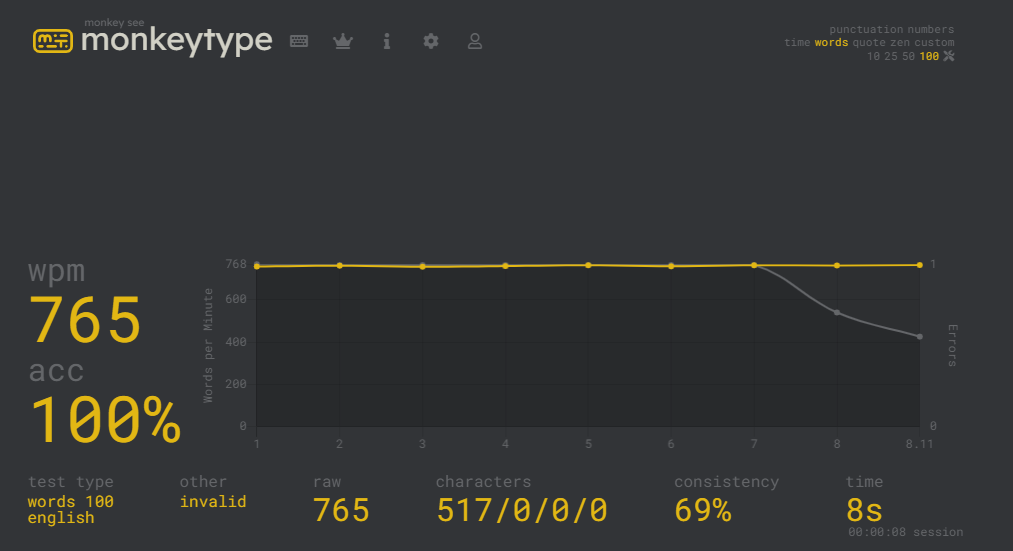 monkey see
monkeytype
punctuation numbers
time words quote zen custom
10 25 50 100
wpm
765
acc
100%
Words per Minute
768
600
400
200
0
1 2 3 4 5 6 7 8 8.11
1
0
Errors
test type
words 100
english
other
invalid
raw
765
characters
517/0/0/0
consistency
69%
time
8s
00:00:08 session